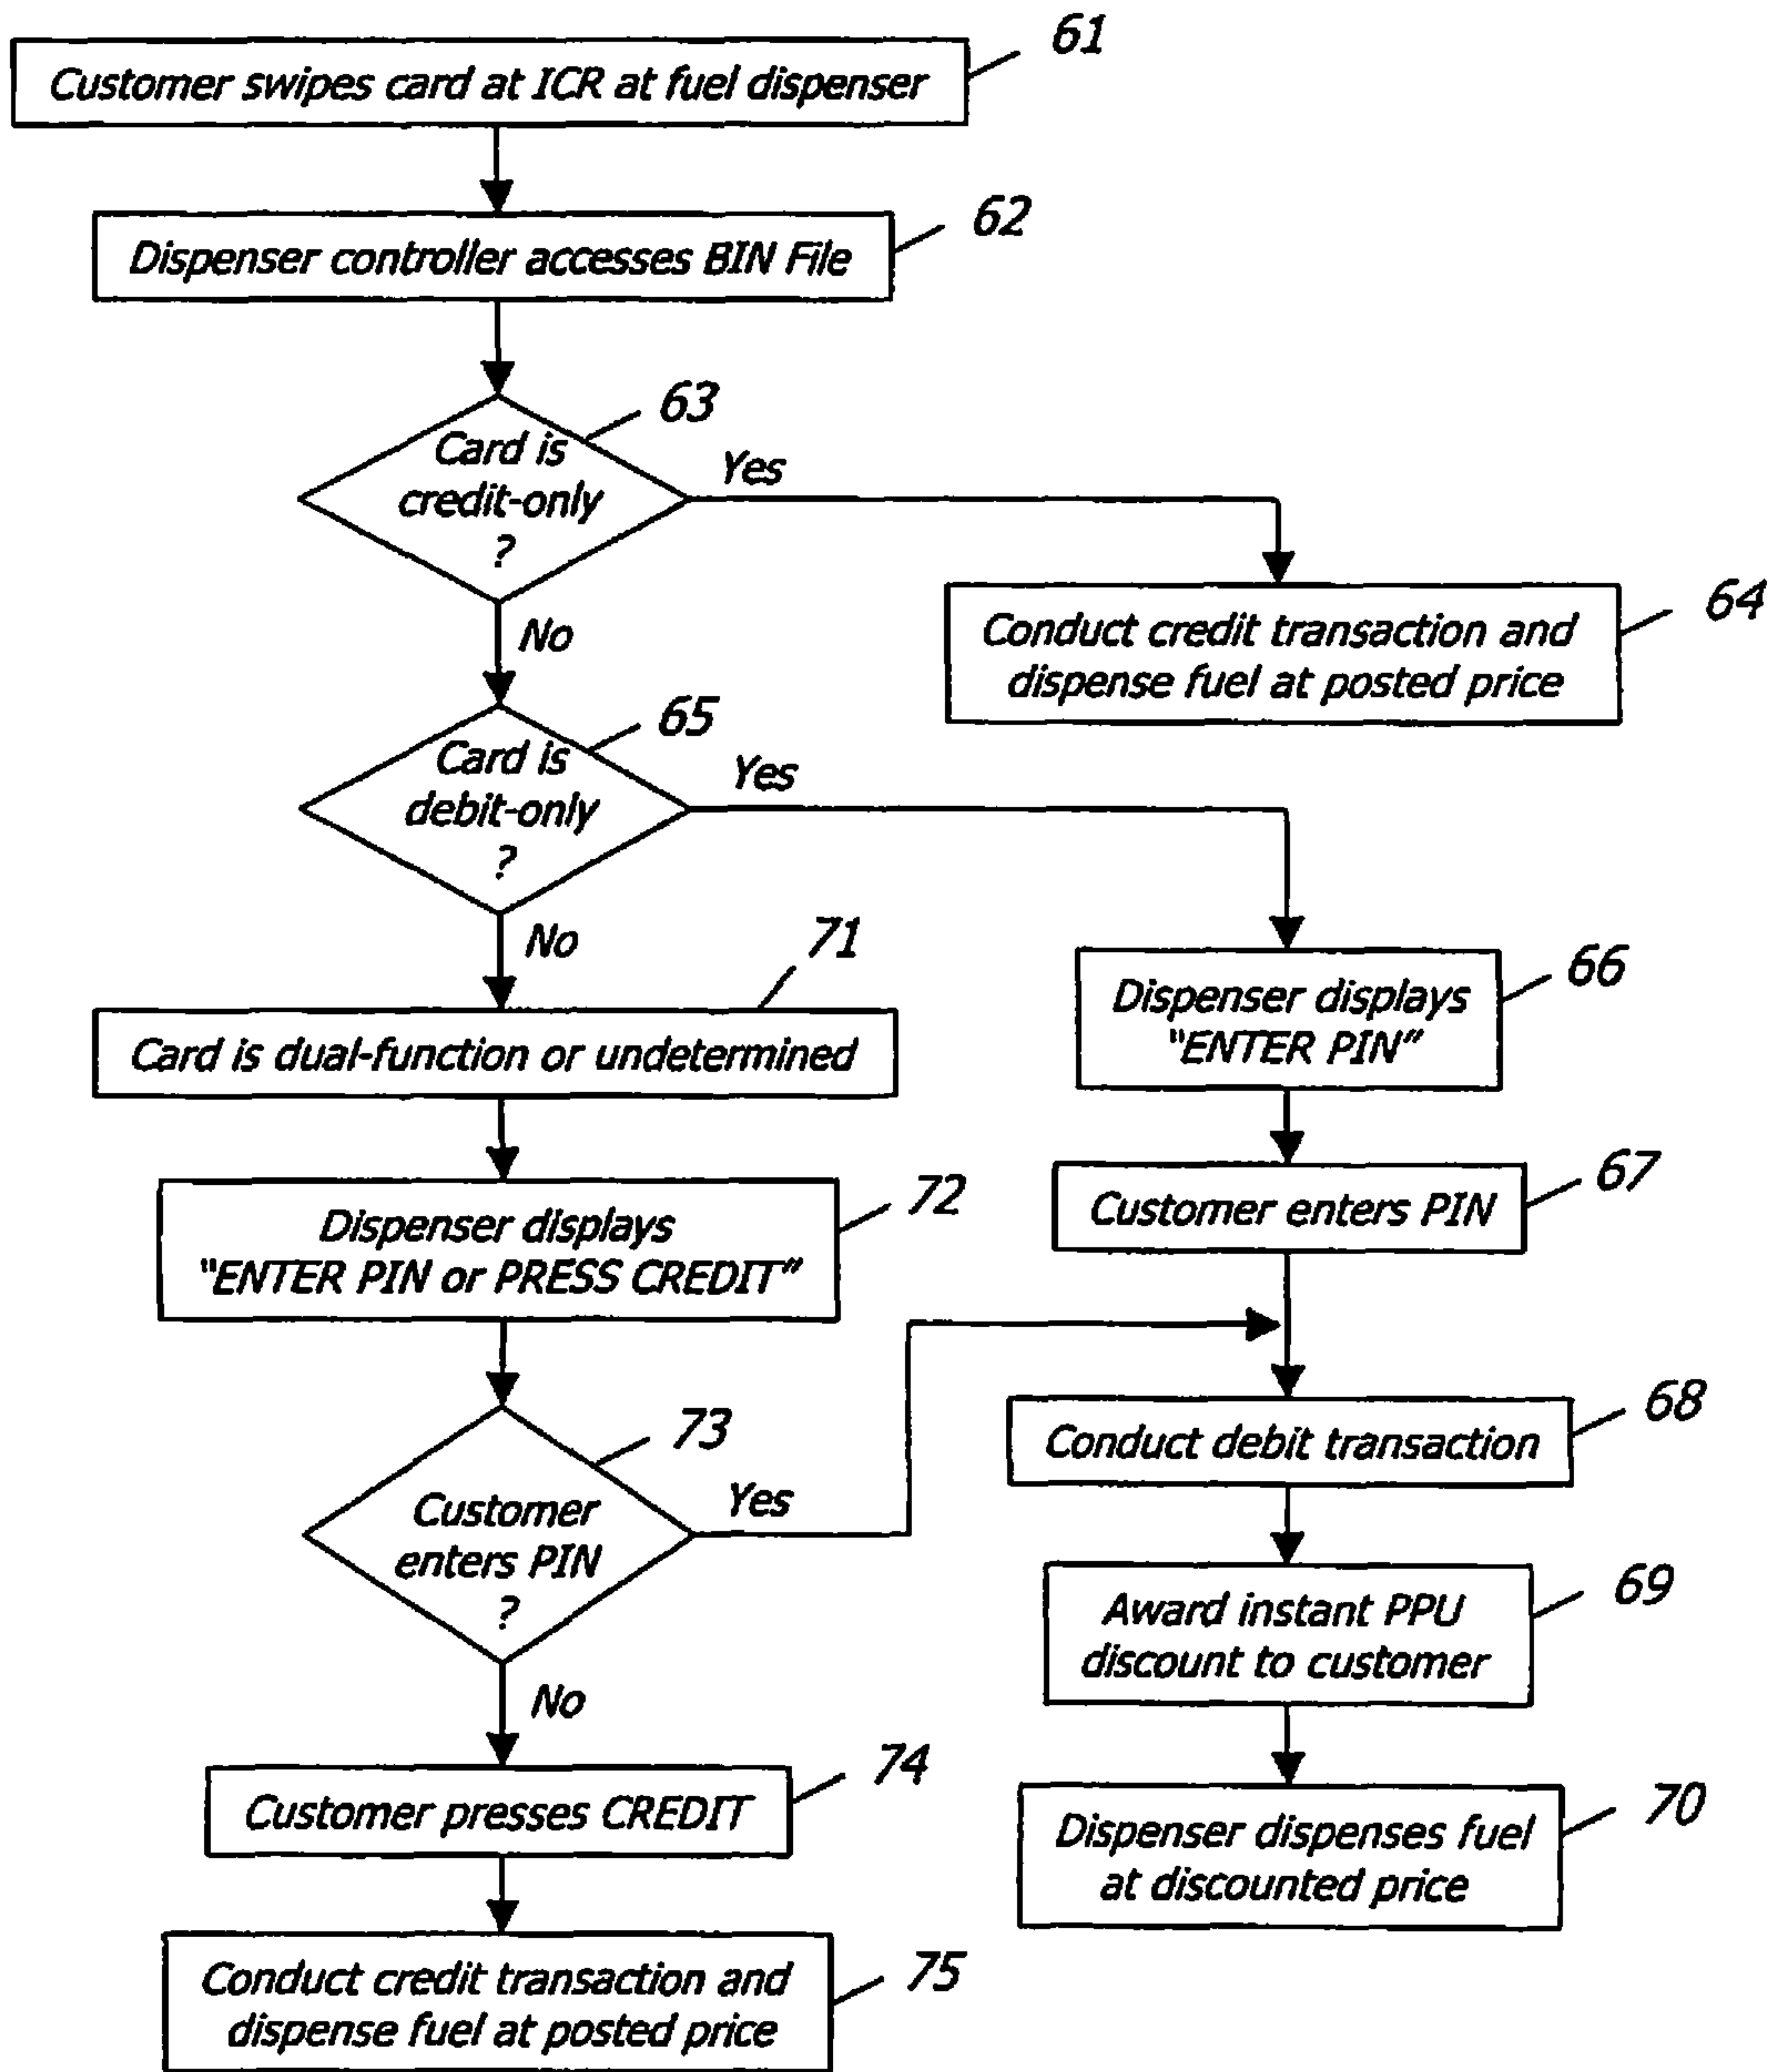 61
Customer swipes card at ICR at fuel dispenser
62
Dispenser controller accesses BIN File
63
Card is
credit-only
?
Yes
No
64
Conduct credit transaction and
dispense fuel at posted price
65
Card is
debit-only
?
Yes
No
66
Dispenser displays
"ENTER PIN"
67
Customer enters PIN
71
Card is dual-function or undetermined
72
Dispenser displays
"ENTER PIN or PRESS CREDIT"
73
Customer
enters PIN
?
Yes
No
68
Conduct debit transaction
69
Award instant PPU
discount to customer
70
Dispenser dispenses fuel
at discounted price
74
Customer presses CREDIT
75
Conduct credit transaction and
dispense fuel at posted price